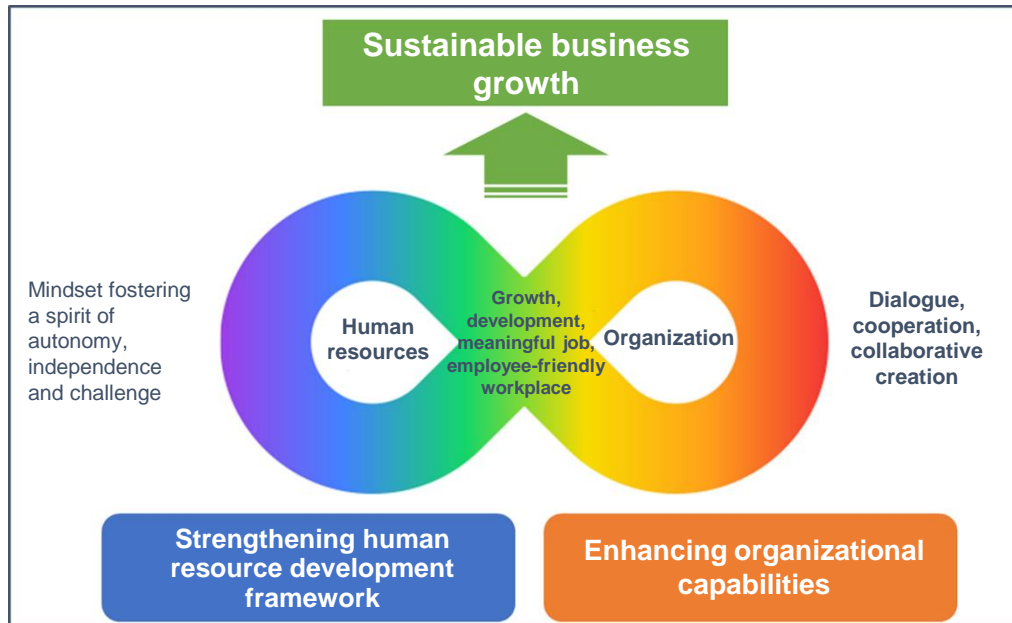 Sustainable business
growth
Mindset fostering
a spirit of
autonomy,
independence
and challenge
Human
resources
Growth,
development,
meaningful job,
employee-friendly
workplace
Organization
Dialogue,
cooperation,
collaborative
creation
Strengthening human
resource development
framework
Enhancing organizational
capabilities